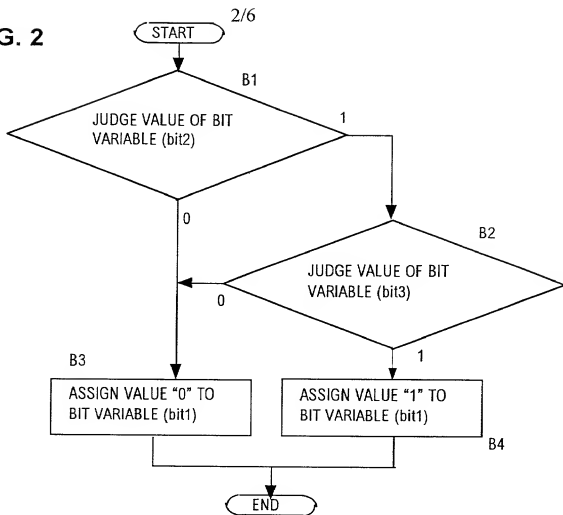 2/6
G. 2
START
B1
JUDGE VALUE OF BIT
VARIABLE (bit2)
1
0
B2
JUDGE VALUE OF BIT
VARIABLE (bit3)
0
1
B3
ASSIGN VALUE “0” TO
BIT VARIABLE (bit1)
ASSIGN VALUE “1” TO
BIT VARIABLE (bit1)
B4
END